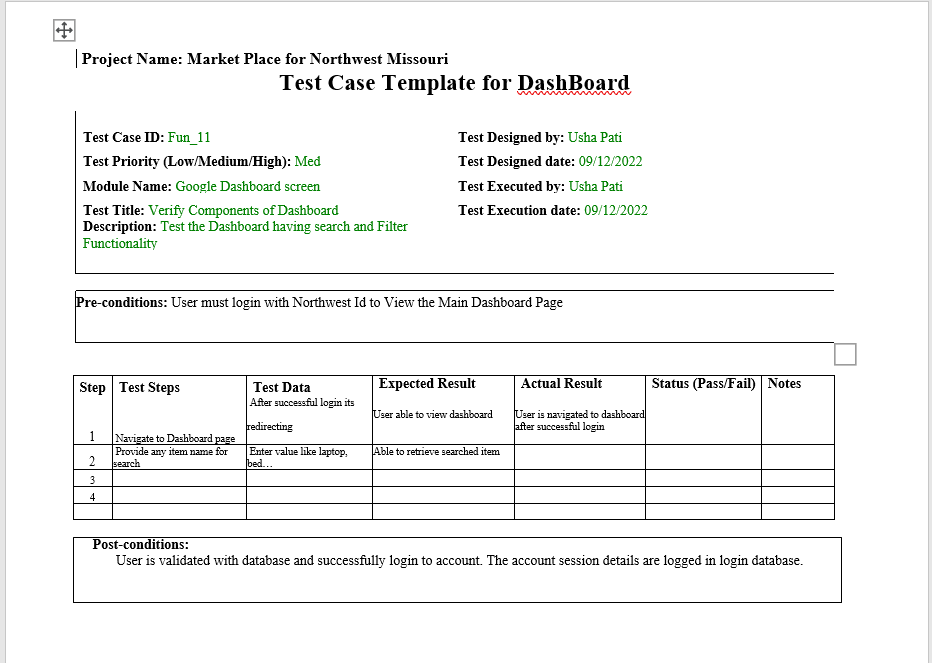 Project Name: Market Place for Northwest Missouri
Test Case Template for DashBoard
Test Case ID: Fun_11
Test Designed by: Usha Pati
Test Priority (Low/Medium/High): Med
Test Designed date: 09/12/2022
Module Name: Google Dashboard screen
Test Executed by: Usha Pati
Test Title: Verify Components of Dashboard
Test Execution date: 09/12/2022
Description: Test the Dashboard having search and Filter
Functionality
Pre-conditions: User must login with Northwest Id to View the Main Dashboard Page
Step Test Steps Test Data Expected Result Actual Result Status (Pass/Fail) Notes
1
Navigate to Dashboard page
After successful login its
redirecting
User able to view dashboard
User is navigated to dashboard
after successful login
2
Provide any item name for
search
Enter value like laptop,
bed…
Able to retrieve searched item
3
4
Post-conditions:
User is validated with database and successfully login to account. The account session details are logged in login database.